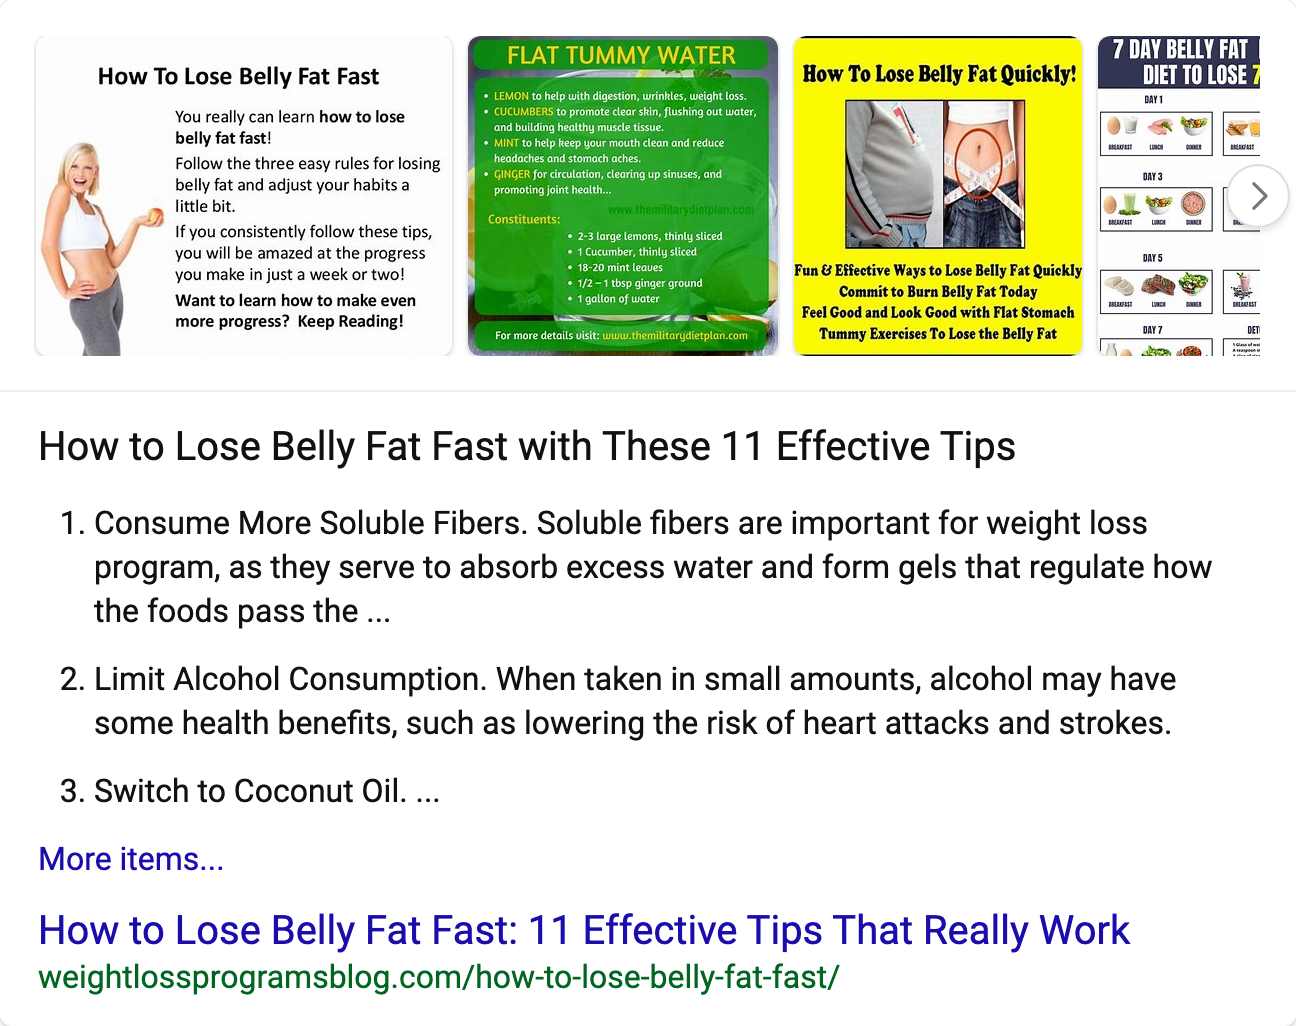 How To Lose Belly Fat Fast
You really can learn how to lose
belly fat fast!
Follow the three easy rules for losing
belly fat and adjust your habits a
little bit.
If you consistently follow these tips,
you will be amazed at the progress
you make in just a week or two!
Want to learn how to make even
more progress? Keep Reading!
FLAT TUMMY WATER
• LEMON to help with digestion, wrinkles, weight loss.
• CUCUMBERS to promote clear skin, flushing out water,
and building healthy muscle tissue.
• MINT to help keep your mouth clean and reduce
headaches and stomach aches.
• GINGER for circulation, clearing up sinuses, and
promoting joint health...
www.themilitarydietplan.com
Constituents:
• 2-3 large lemons, thinly sliced
• 1 Cucumber, thinly sliced
• 18-20 mint leaves
• 1/2 – 1 tbsp ginger ground
• 1 gallon of water
For more details visit: www.themilitarydietplan.com
How To Lose Belly Fat Quickly!
Fun & Effective Ways to Lose Belly Fat Quickly
Commit to Burn Belly Fat Today
Feel Good and Look Good with Flat Stomach
Tummy Exercises To Lose the Belly Fat
7 DAY BELLY FAT
DIET TO LOSE 7
DAY 1
BREAKFAST LUNCH DINNER BREAKFAST
DAY 3
BREAKFAST LUNCH DINNER
DAY 5
BREAKFAST LUNCH DINNER BREAKFAST
DAY 7 DET
1 Glass of
A teaspoon
How to Lose Belly Fat Fast with These 11 Effective Tips
1. Consume More Soluble Fibers. Soluble fibers are important for weight loss
program, as they serve to absorb excess water and form gels that regulate how
the foods pass the ...
2. Limit Alcohol Consumption. When taken in small amounts, alcohol may have
some health benefits, such as lowering the risk of heart attacks and strokes.
3. Switch to Coconut Oil. ...
More items...
How to Lose Belly Fat Fast: 11 Effective Tips That Really Work
weightlossprogramsblog.com/how-to-lose-belly-fat-fast/